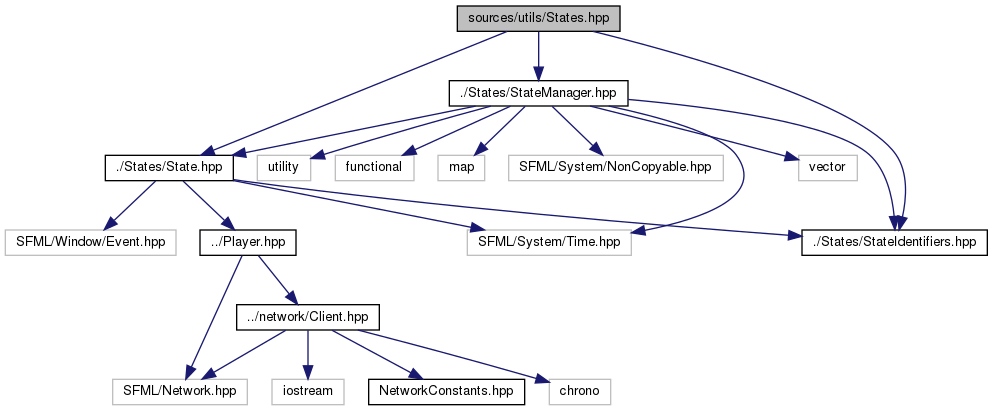 sources/utils/States.hpp
./States/StateManager.hpp
./States/State.hpp
utility
functional
map
SFML/System/NonCopyable.hpp
vector
SFML/Window/Event.hpp
../Player.hpp
SFML/System/Time.hpp
./States/StateIdentifiers.hpp
../network/Client.hpp
SFML/Network.hpp
iostream
NetworkConstants.hpp
chrono